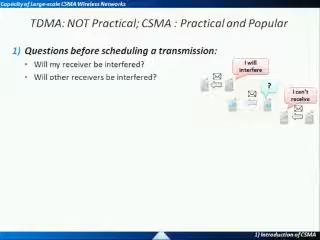 Capacity of Large-scale CSMA Wireless Networks
TDMA: NOT Practical; CSMA : Practical and Popular
1) Questions before scheduling a transmission:
• Will my receiver be interfered?
• Will other receivers be interfered?
I will
interfere
?
I can't
receive
1) Introduction of CSMA